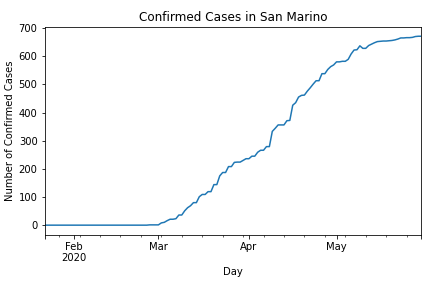 Confirmed Cases in San Marino
700
600
500
400
300
200
100
0
Number of Confirmed Cases
Feb
2020
Mar
Apr
May
Day